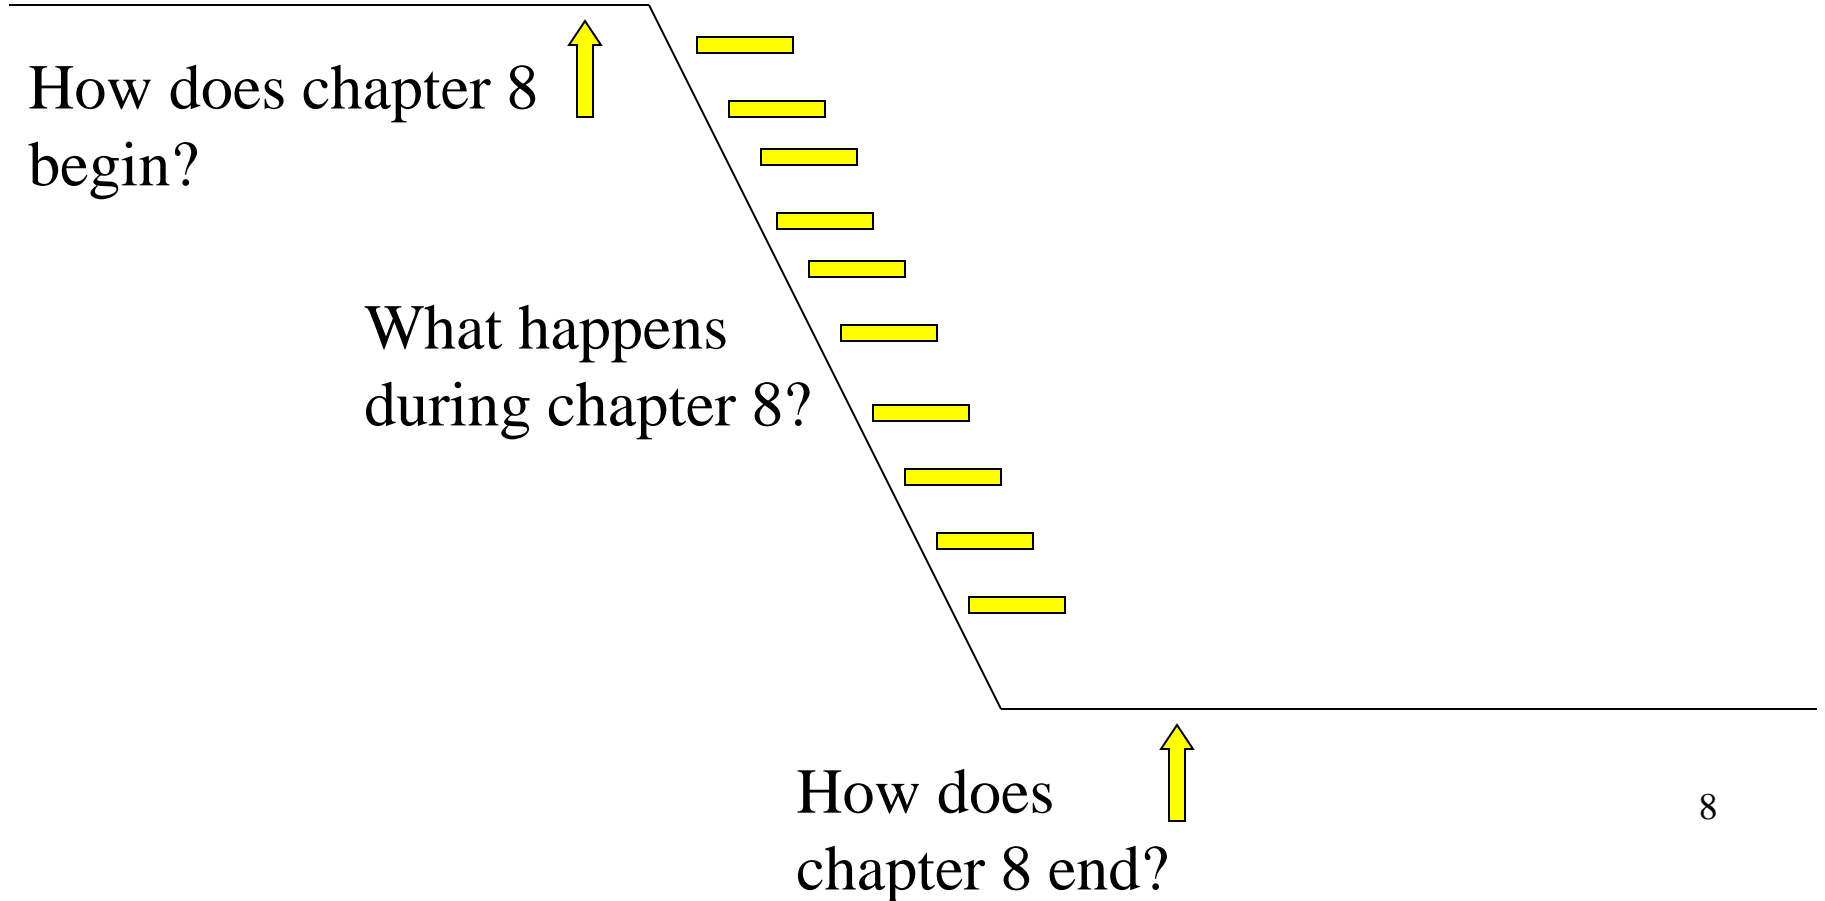 How does chapter 8
begin?
What happens
during chapter 8?
How does
chapter 8 end?
8